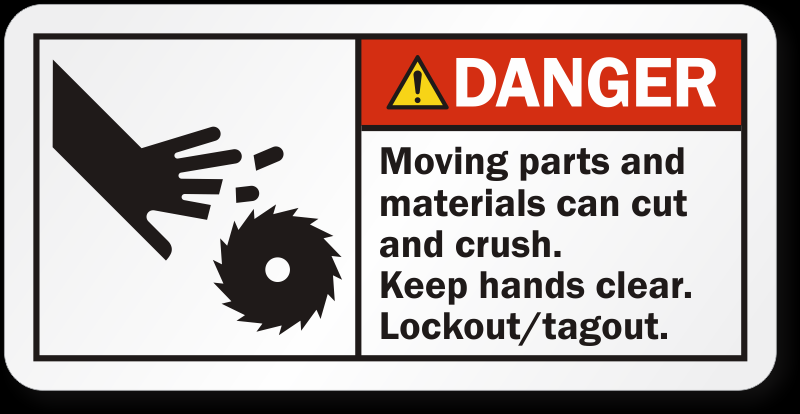 DANGER
Moving parts and
materials can cut
and crush.
Keep hands clear.
Lockout/tagout.